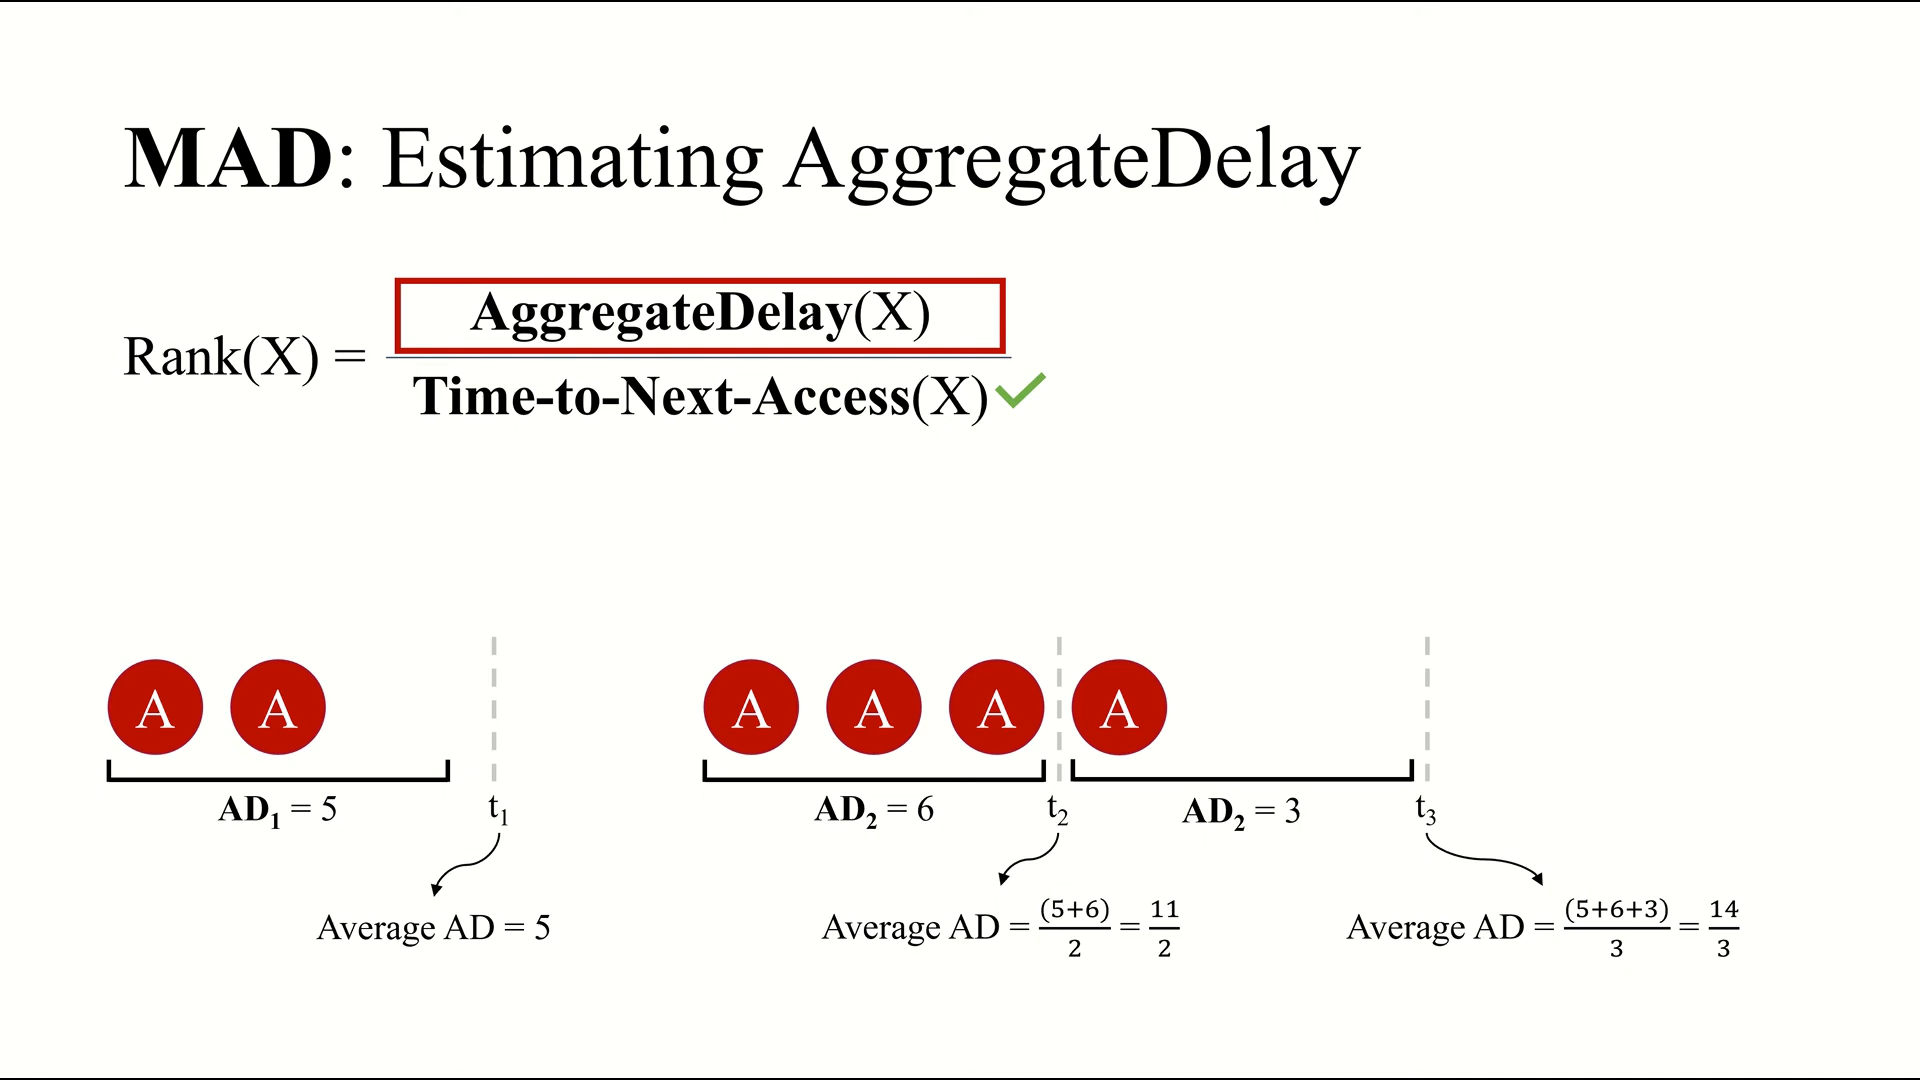 MAD: Estimating AggregateDelay
Rank(X) = AggregateDelay(X)
Time-to-Next-Access(X)
A A A A A A
AD1 = 5 t1 AD2 = 6 t2 AD2 = 3 t3
Average AD = 5 Average AD = (5+6)/2 = 11/2 Average AD = (5+6+3)/3 = 14/3